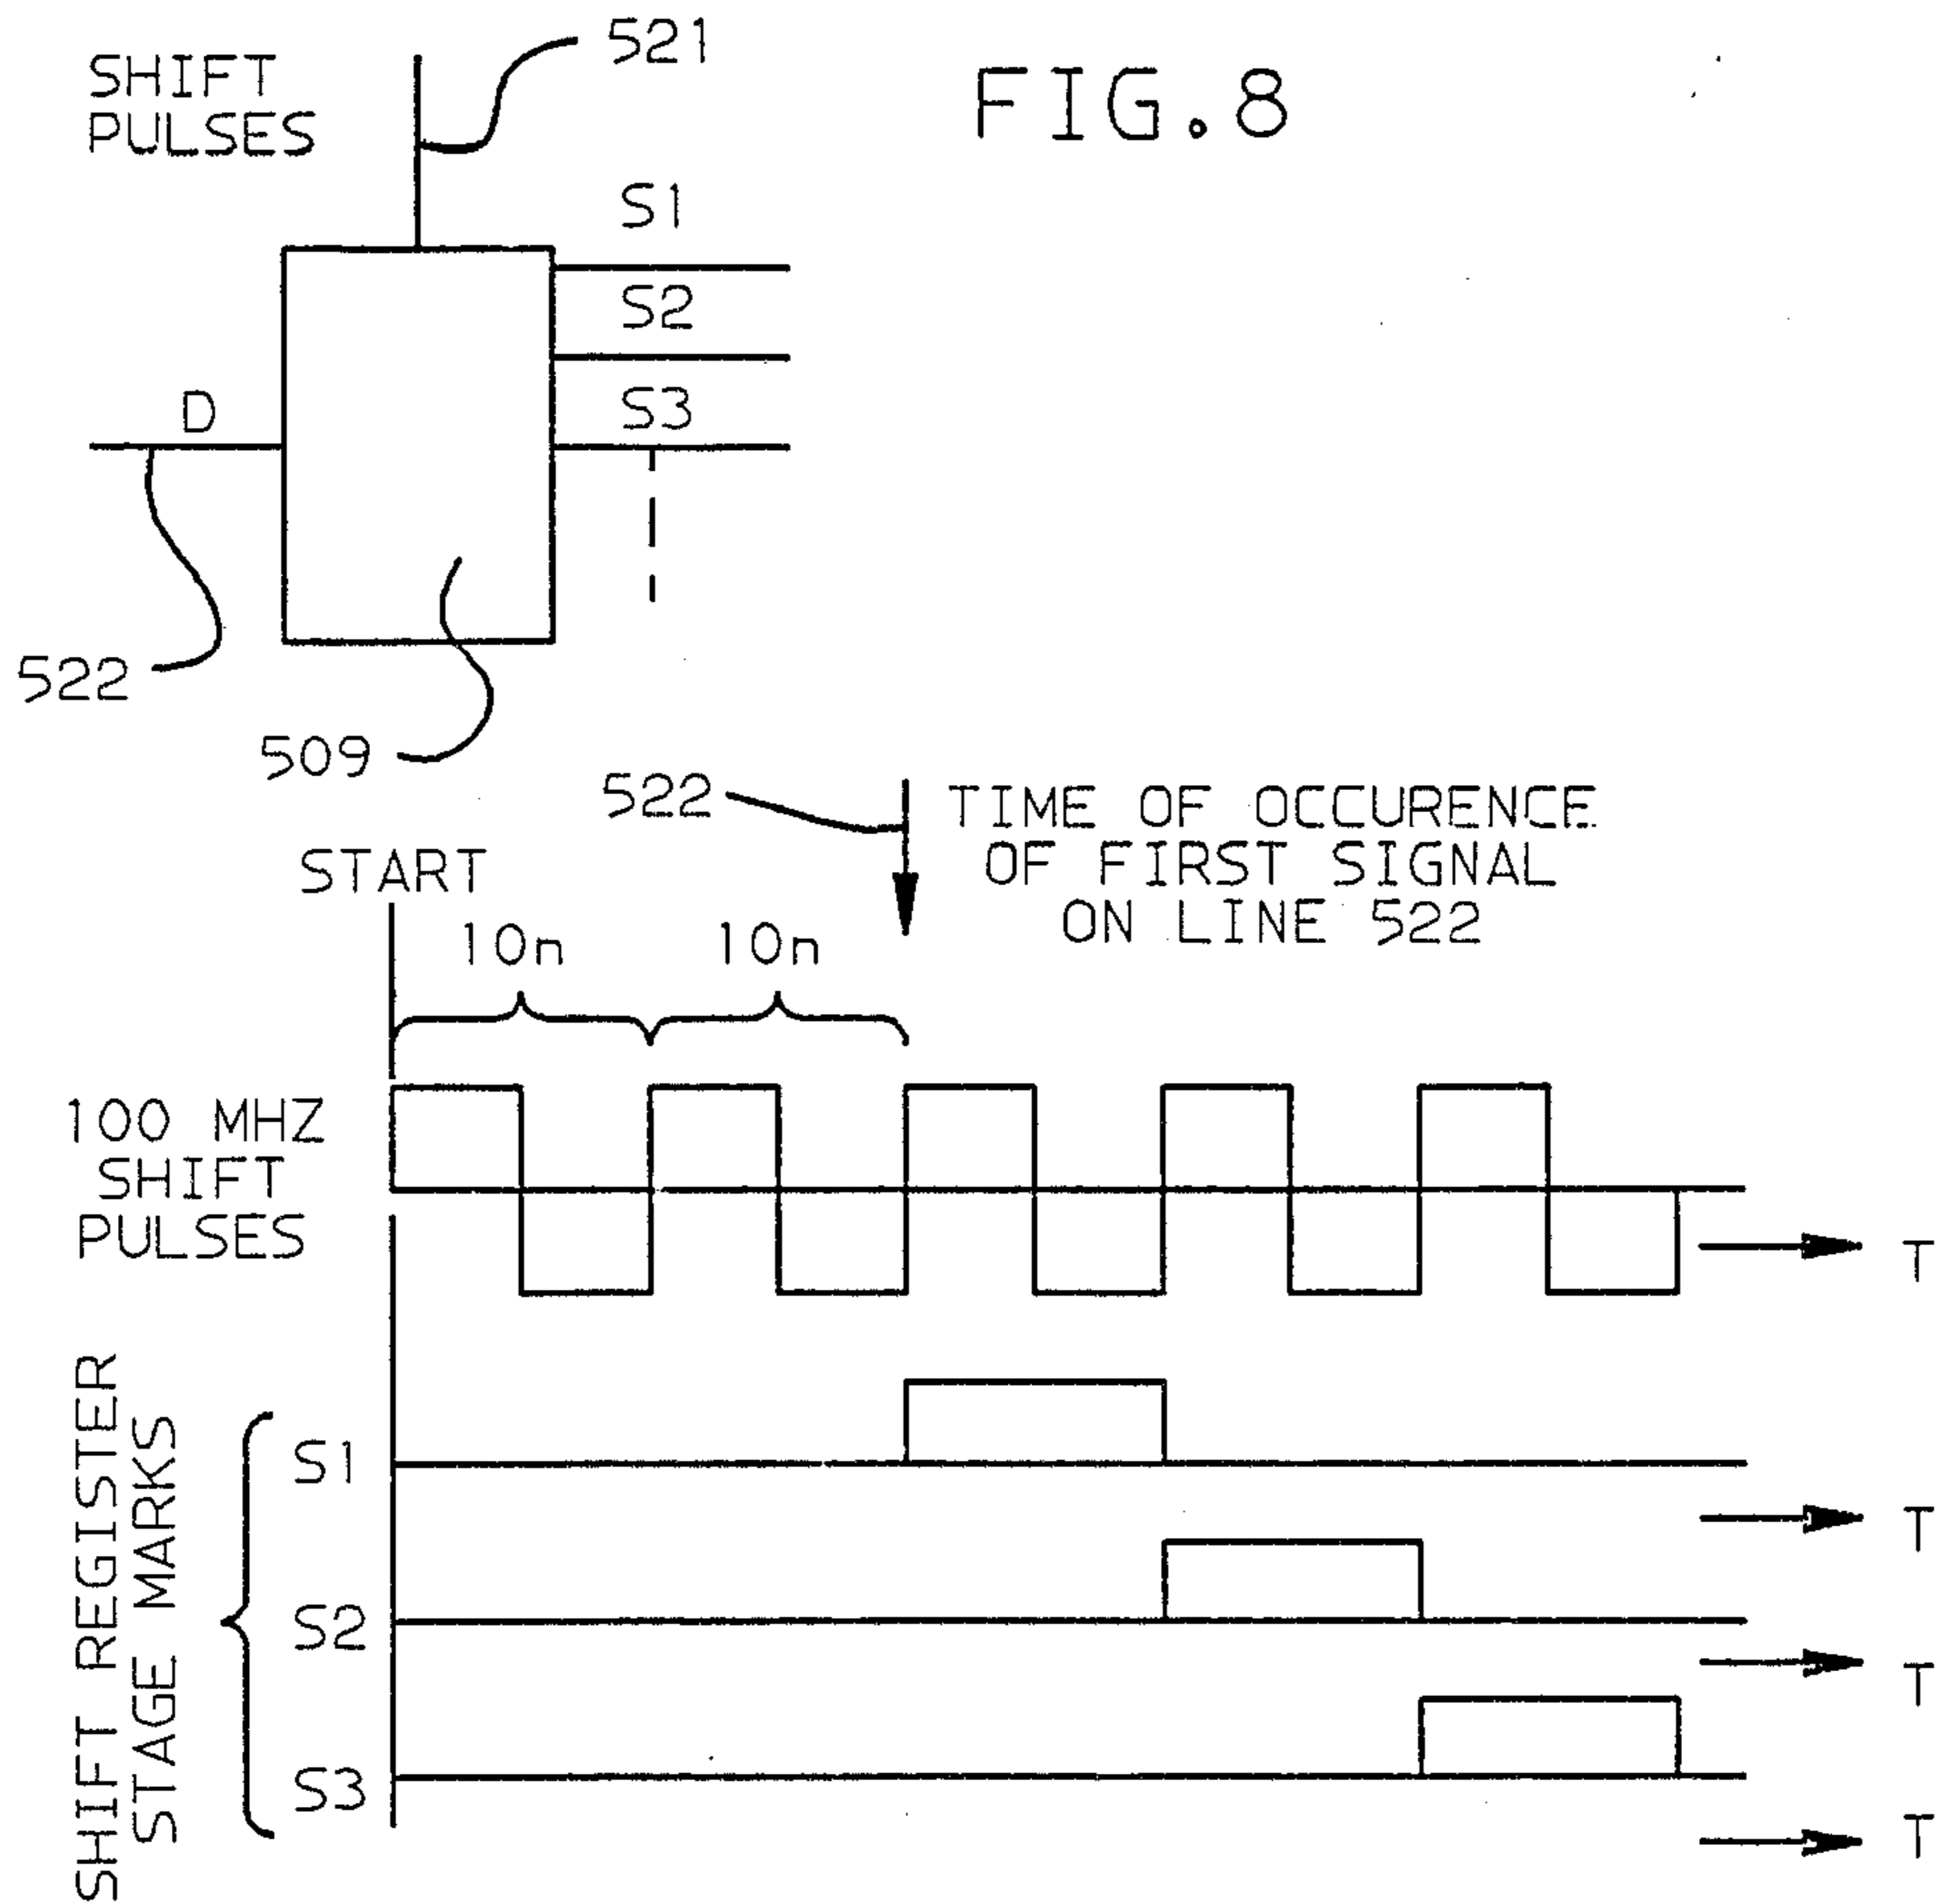 SHIFT
PULSES
521
FIG.8
S1
S2
S3
D
522
509
522
TIME OF OCCURENCE
OF FIRST SIGNAL
ON LINE 522
START
10n
10n
100 MHZ
SHIFT
PULSES
T
SHIFT REGISTER
STAGE MARKS
S1
T
S2
T
S3
T